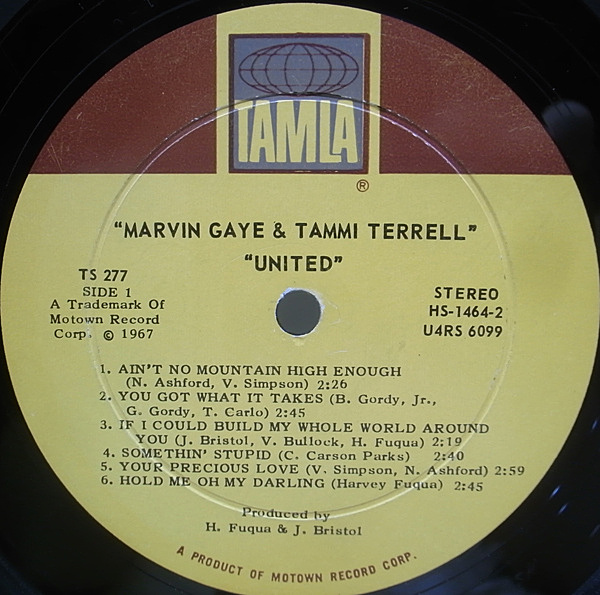 TAMLA
®
"MARVIN GAYE & TAMMI TERRELL"
"UNITED"
TS 277
SIDE 1
A Trademark Of
Motown Record
Corp. © 1967
STEREO
HS-1464-2
U4RS 6099
1. AIN'T NO MOUNTAIN HIGH ENOUGH
(N. Ashford, V. Simpson) 2:26
2. YOU GOT WHAT IT TAKES (B. Gordy, Jr.,
G. Gordy, T. Carlo) 2:45
3. IF I COULD BUILD MY WHOLE WORLD AROUND
YOU (J. Bristol, V. Bullock, H. Fuqua) 2:19
4. SOMETHIN' STUPID (C. Carson Parks) 2:40
5. YOUR PRECIOUS LOVE (V. Simpson, N. Ashford) 2:59
6. HOLD ME OH MY DARLING (Harvey Fuqua) 2:45
Produced by
H. Fuqua & J. Bristol
A PRODUCT OF MOTOWN RECORD CORP.